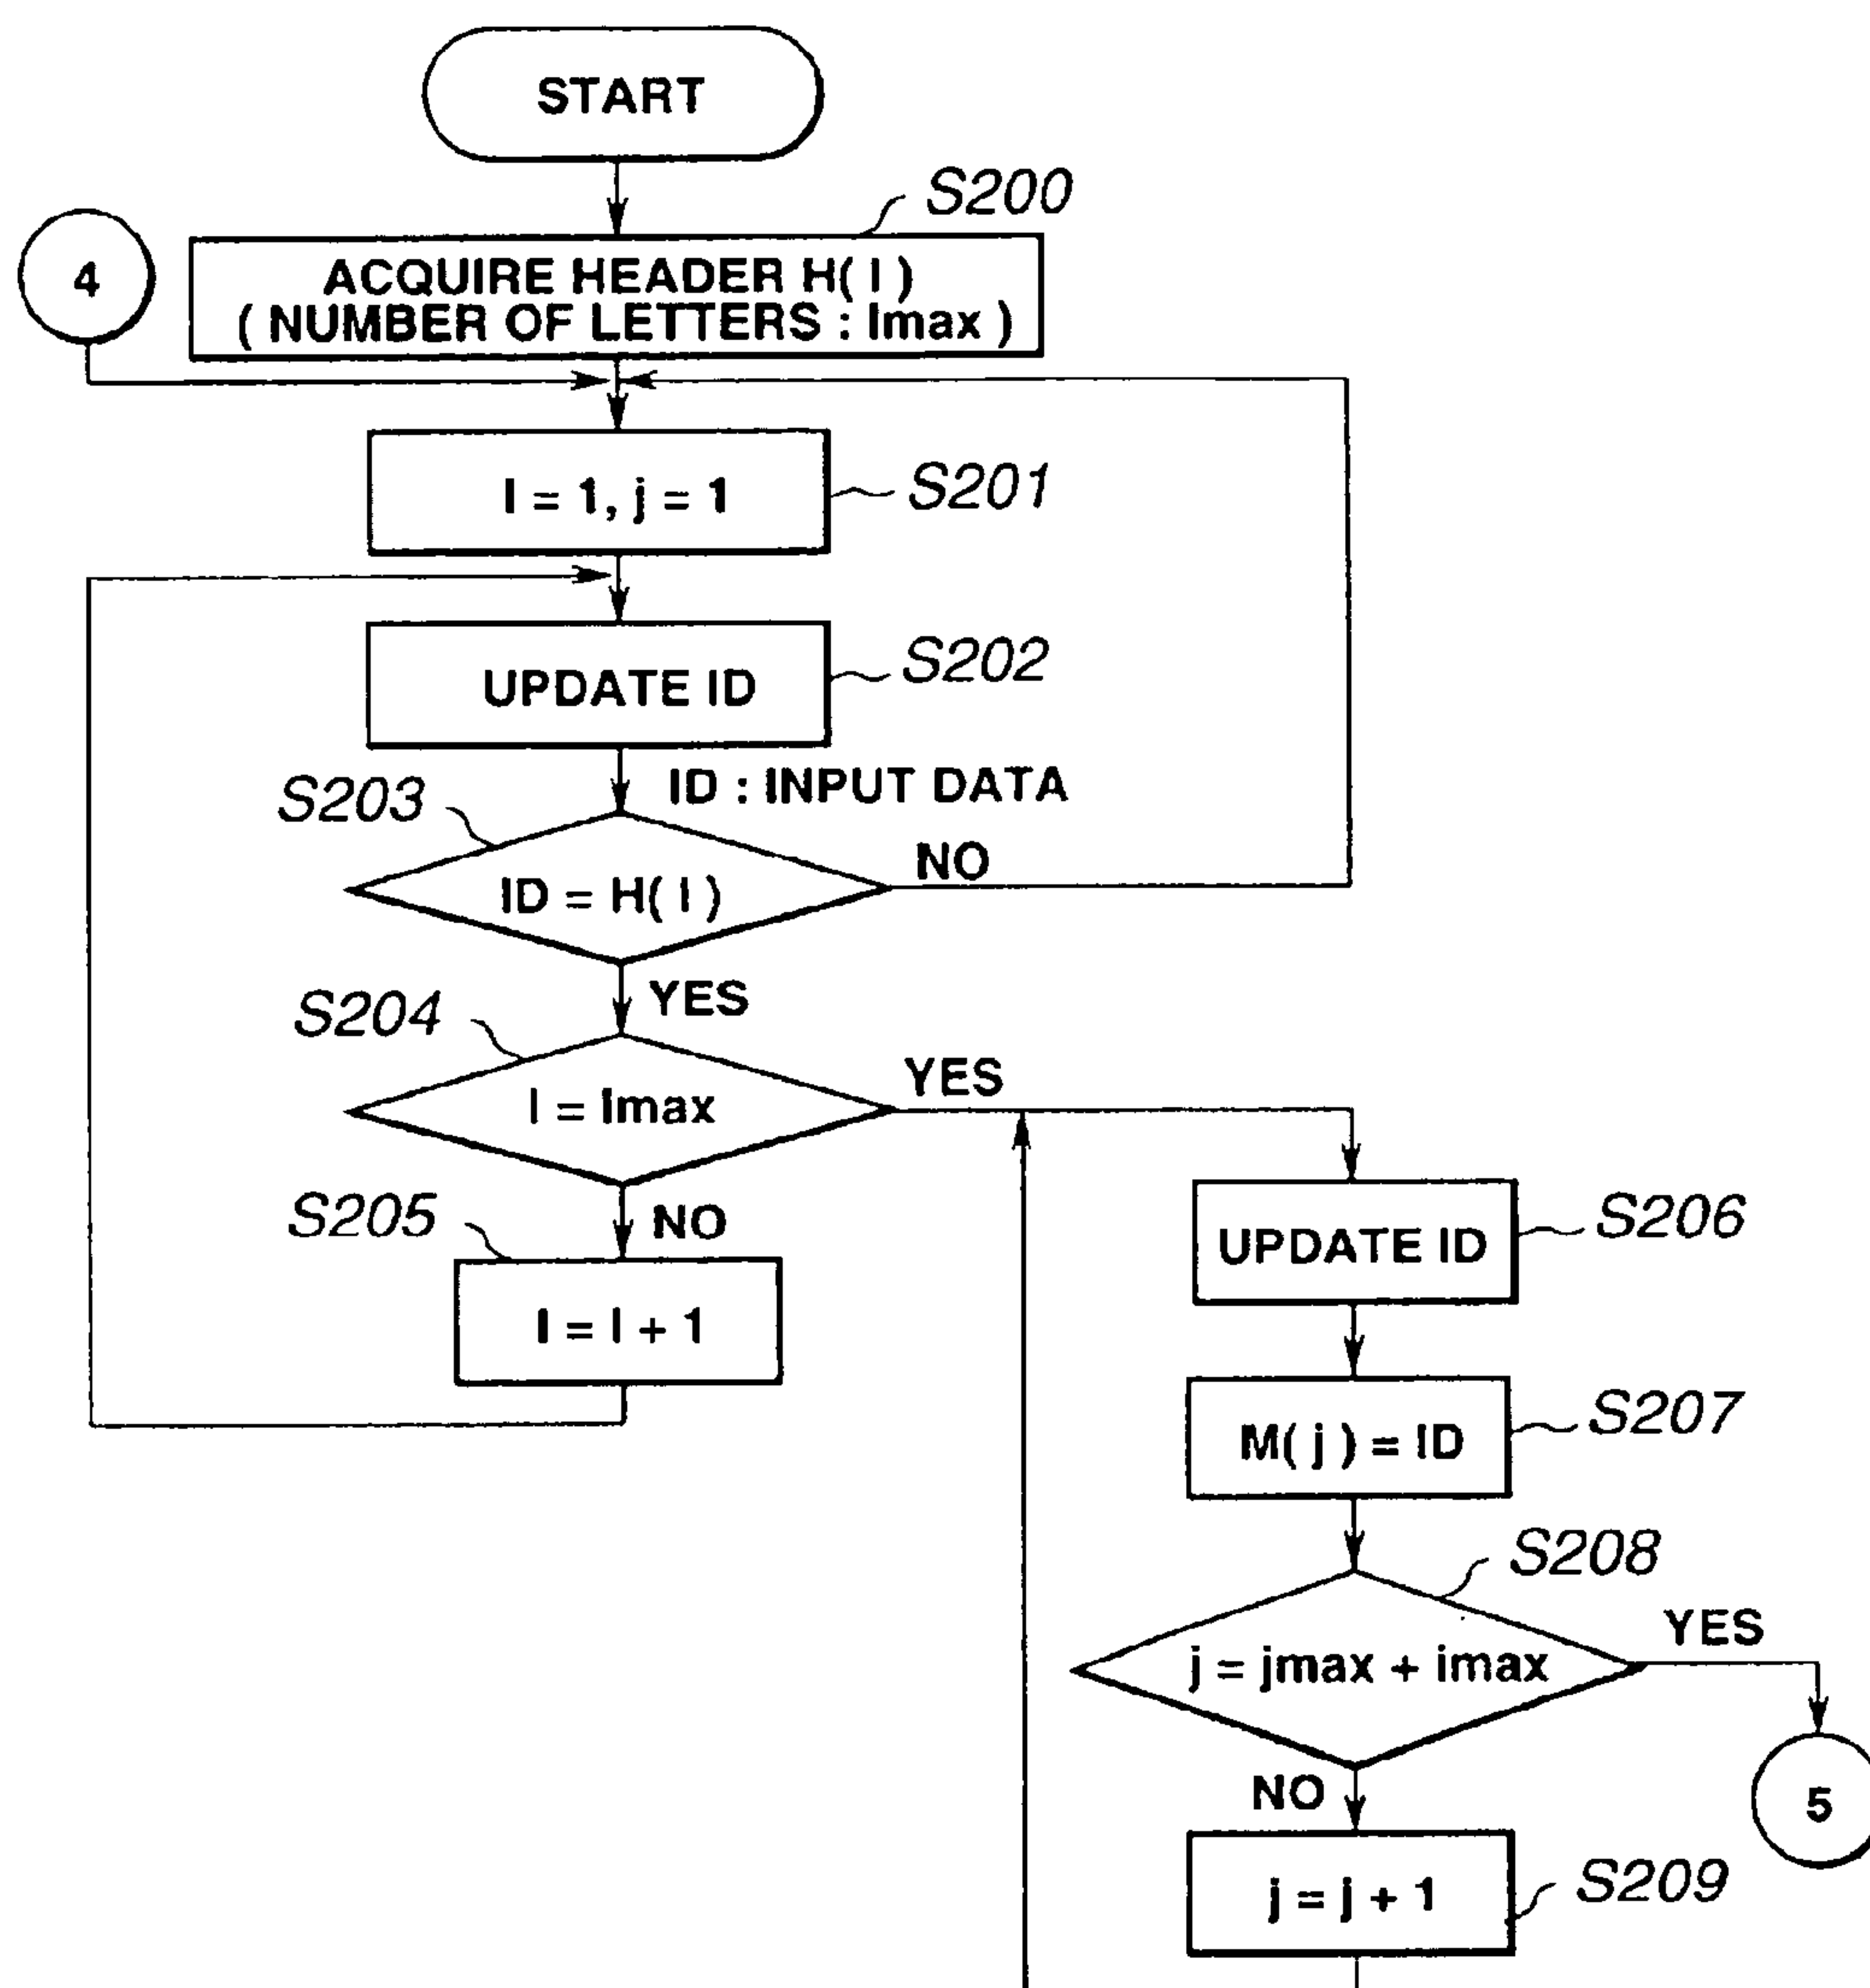 START
S200
4
ACQUIRE HEADER H( I )
( NUMBER OF LETTERS : Imax )
I = 1, j = 1
S201
UPDATE ID
S202
ID : INPUT DATA
S203
NO
ID = H( I )
YES
S204
YES
I = Imax
S205
NO
UPDATE ID
S206
I = I + 1
M( j ) = ID
S207
S208
YES
j = jmax + imax
NO
5
j = j + 1
S209